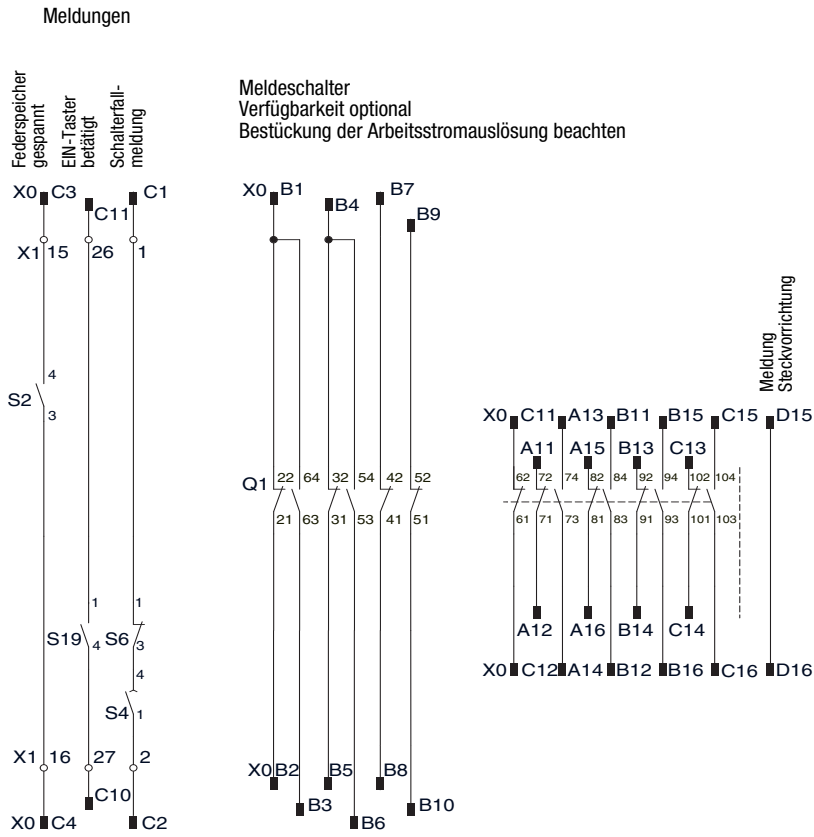 Meldungen
Federspeicher
gespannt
EIN-Taster
betätigt
Schalterfall-
meldung
Meldeschalter
Verfügbarkeit optional
Bestückung der Arbeitsstromauslösung beachten
X0 C3 C11 C1
X1 15 26 1
4
S2
3
1 1
S19 4 S6 3
4
S4 1
X1 16 27 2
C10
X0 C4 C2
X0 B1 B4 B7 B9
Q1 22 64 32 54 42 52
21 63 31 53 41 51
X0 B2 B5 B8
B3 B6 B10
Meldung
Steckvorrichtung
X0 C11 A13 B11 B15 C15 D15
A11 A15 B13 C13
62 72 74 82 84 92 94 102 104
61 71 73 81 83 91 93 101 103
A12 A16 B14 C14
X0 C12 A14 B12 B16 C16 D16